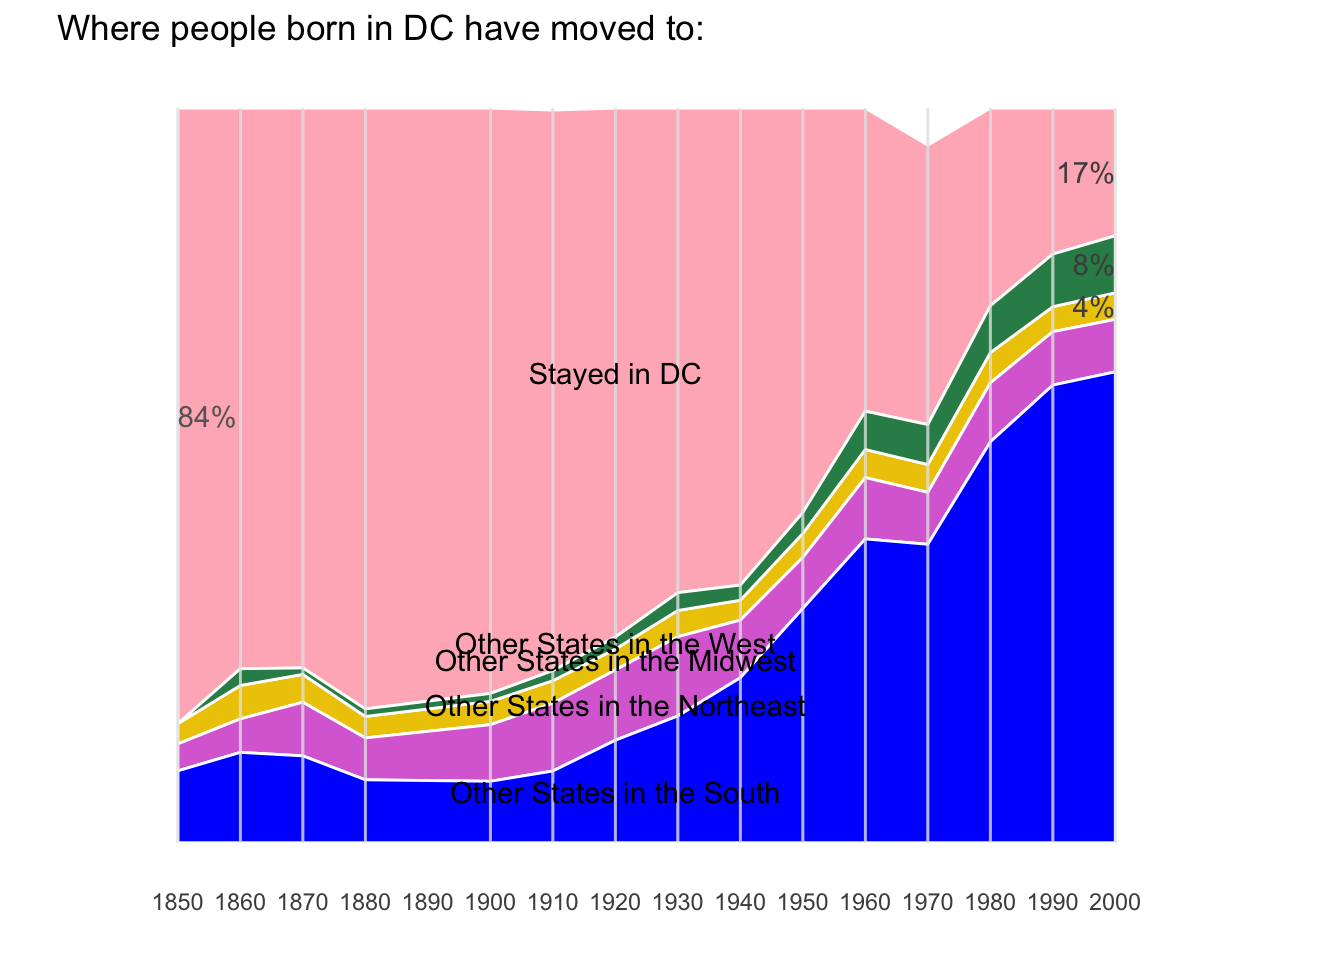 Where people born in DC have moved to:
17%
8%
4%
Stayed in DC
84%
Other States in the West
Other States in the Midwest
Other States in the Northeast
Other States in the South
1850 1860 1870 1880 1890 1900 1910 1920 1930 1940 1950 1960 1970 1980 1990 2000